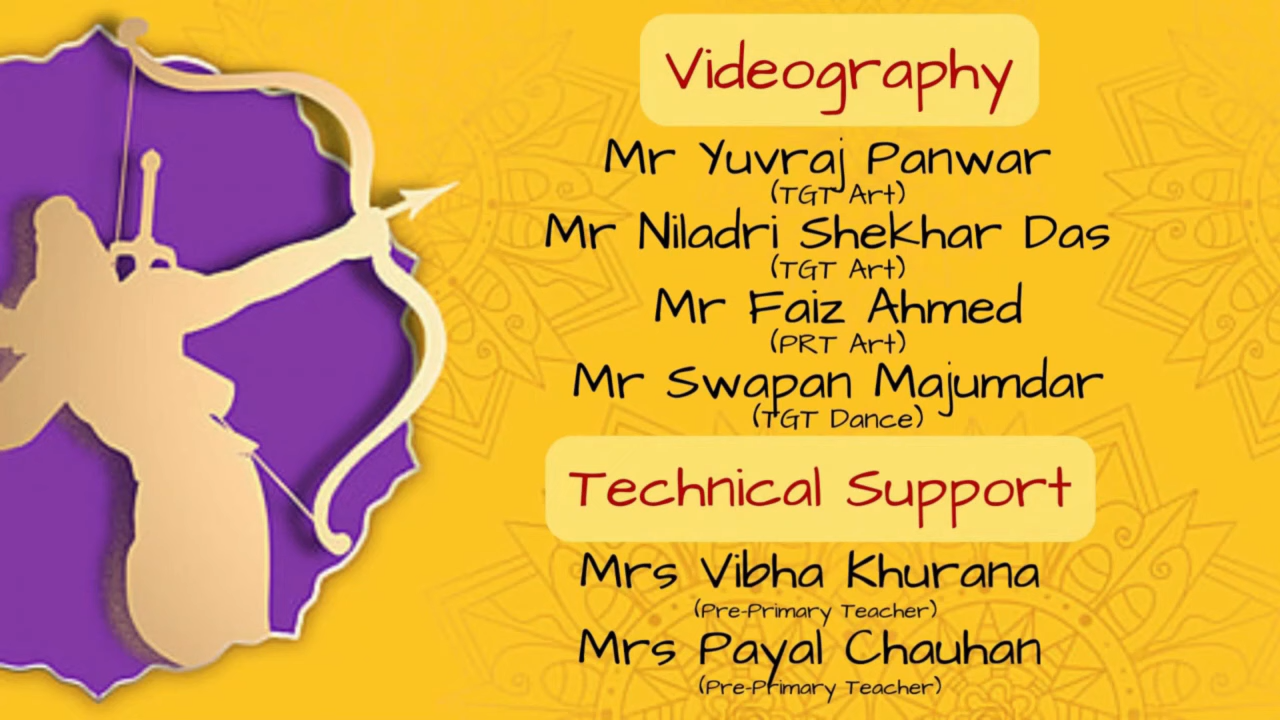 Videography
Mr Yuvraj Panwar
(TGT Art)
Mr Niladri Shekhar Das
(TGT Art)
Mr Faiz Ahmed
(PRT Art)
Mr Swapan Majumdar
(TGT Dance)
Technical Support
Mrs Vibha Khurana
(Pre-Primary Teacher)
Mrs Payal Chauhan
(Pre-Primary Teacher)